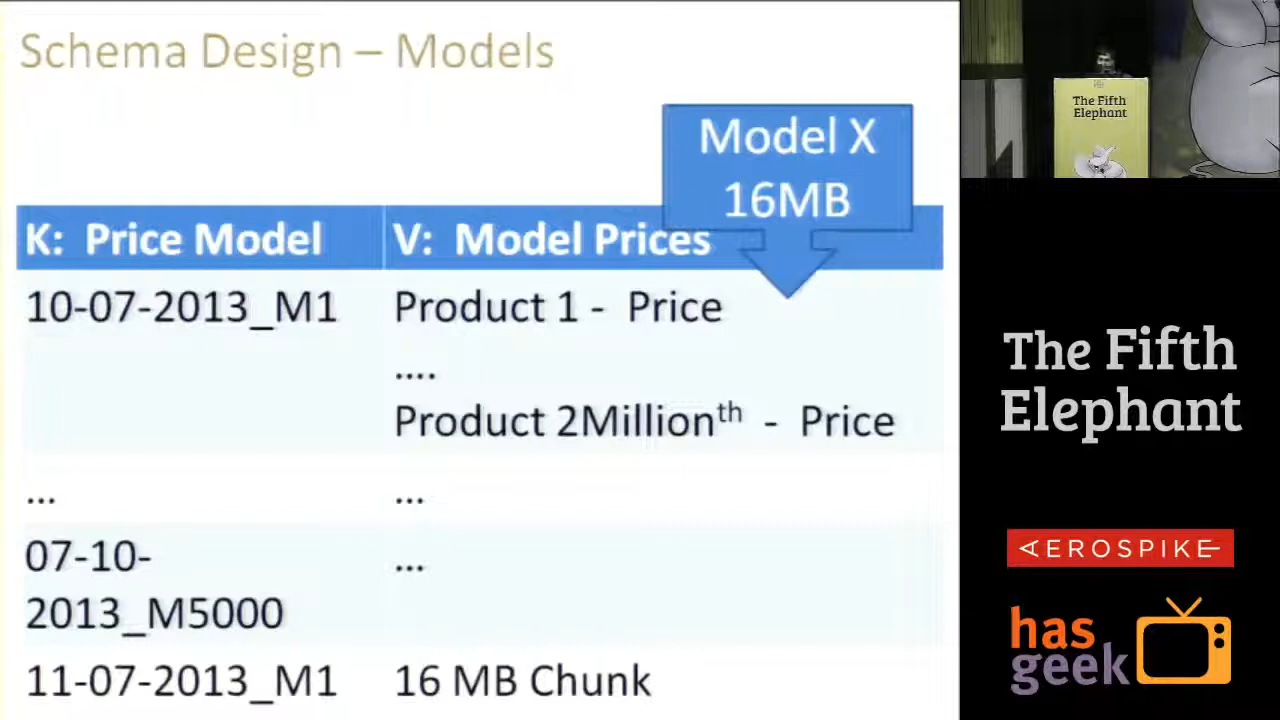 Schema Design – Models
Model X
16MB
K: Price Model
V: Model Prices
10-07-2013_M1
Product 1 - Price
....
Product 2Millionth - Price
...
...
07-10-
2013_M5000
...
11-07-2013_M1
16 MB Chunk
The Fifth
Elephant
The Fifth
Elephant
AEROSPIKE
has
geek